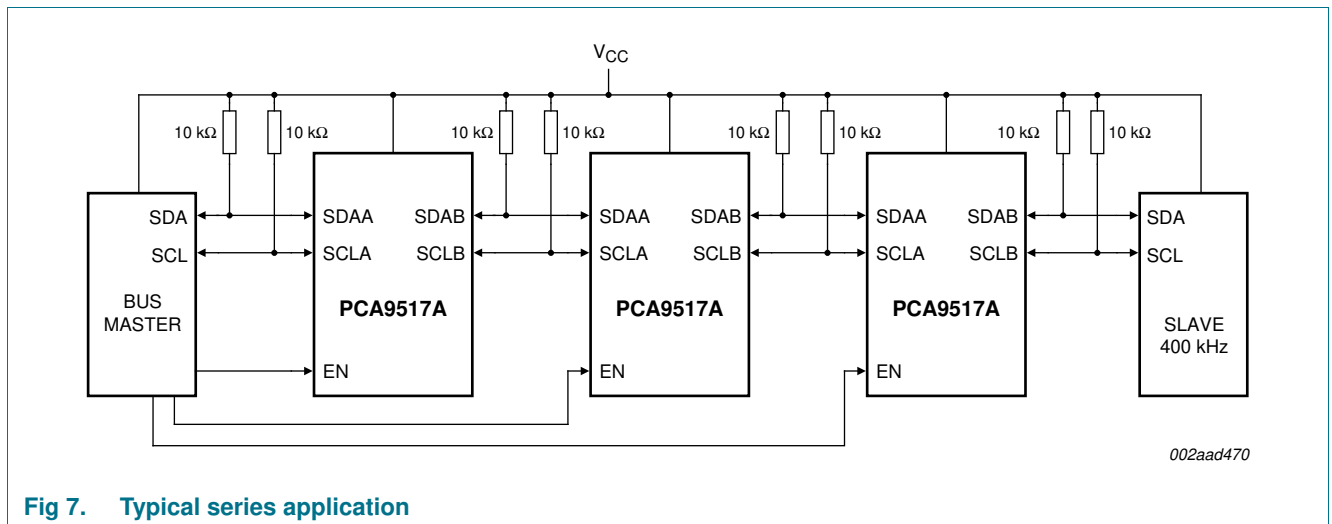 VCC
10 kΩ 10 kΩ 10 kΩ 10 kΩ 10 kΩ 10 kΩ 10 kΩ 10 kΩ
SDA SDAA SDAB SDAA SDAB SDAA SDAB SDA
SCL SCLA SCLB SCLA SCLB SCLA SCLB SCL
BUS
MASTER
PCA9517A PCA9517A PCA9517A
SLAVE
400 kHz
EN EN EN
002aad470
Fig 7. Typical series application